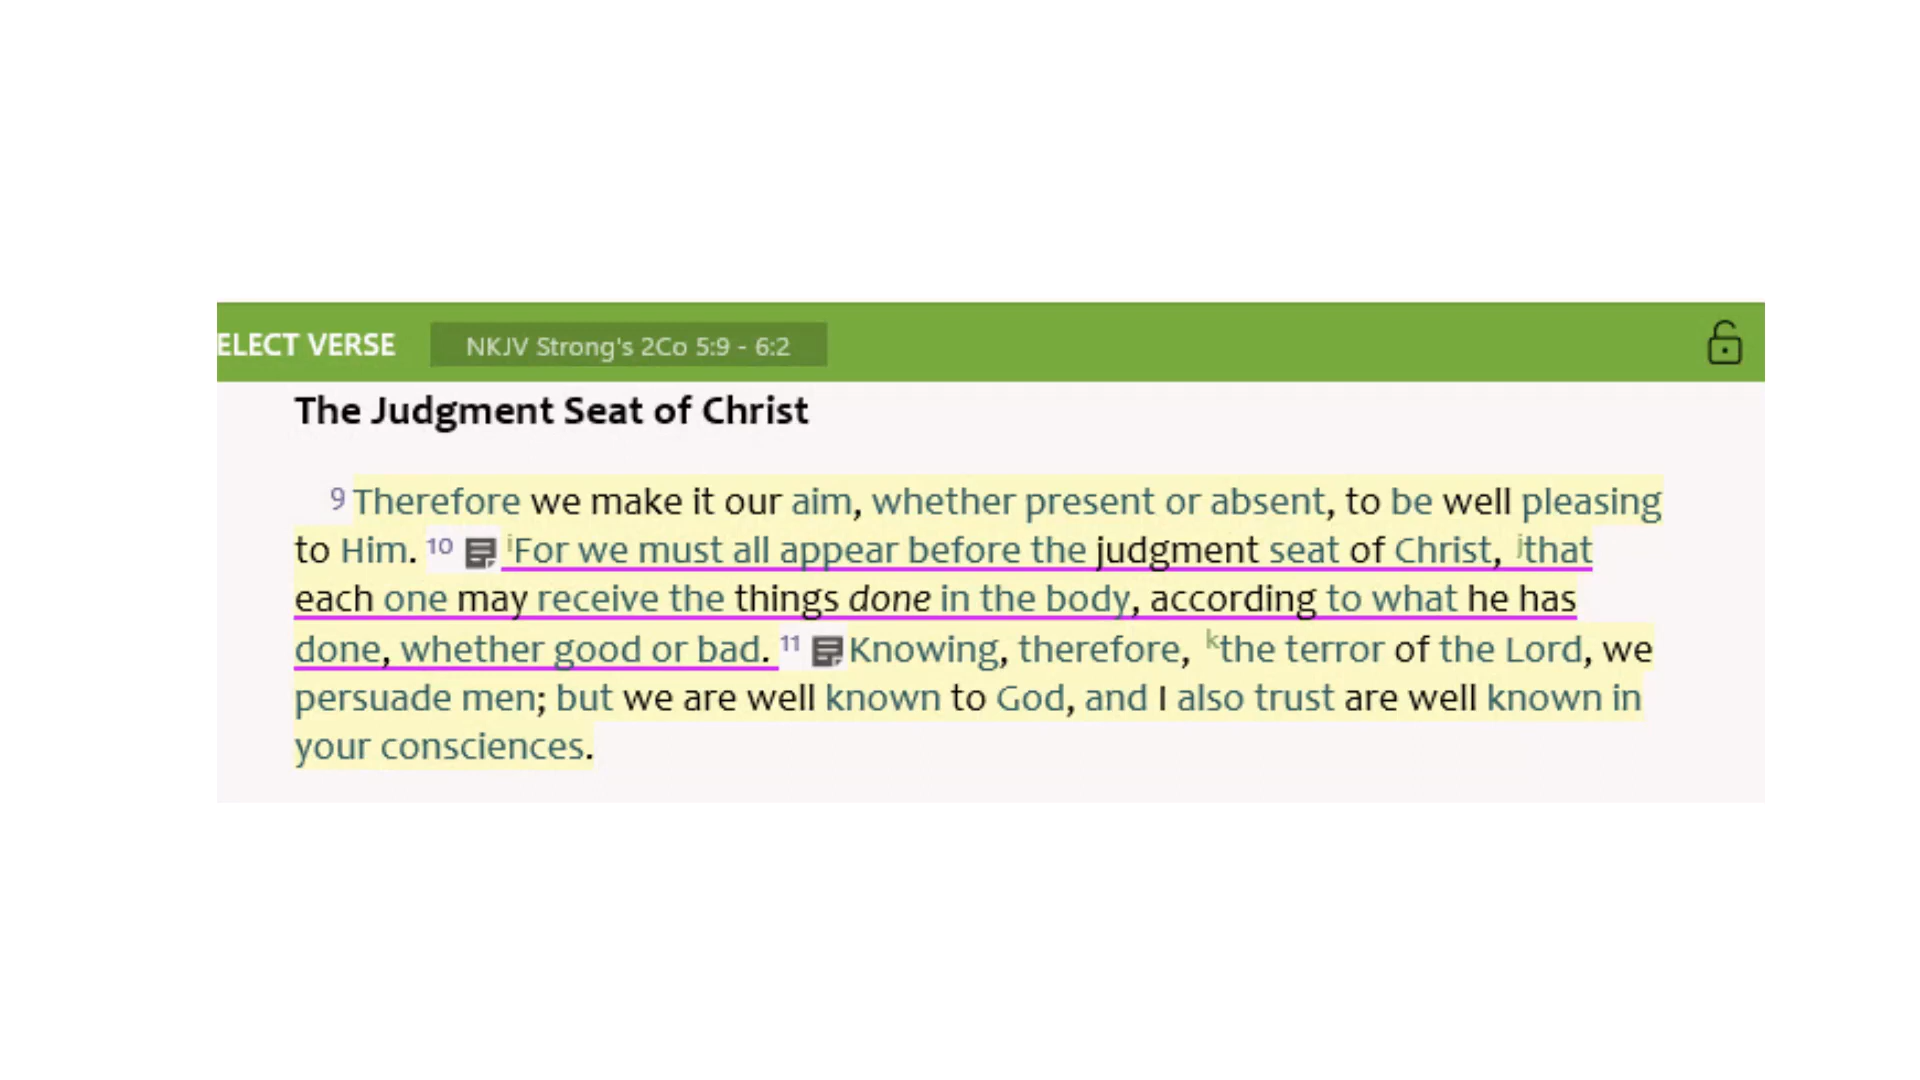 ELECT VERSE NKJV Strong's 2Co 5:9 - 6:2
The Judgment Seat of Christ
9 Therefore we make it our aim, whether present or absent, to be well pleasing
to Him. 10 iFor we must all appear before the judgment seat of Christ, jthat
each one may receive the things done in the body, according to what he has
done, whether good or bad. 11 Knowing, therefore, kthe terror of the Lord, we
persuade men; but we are well known to God, and I also trust are well known in
your consciences.